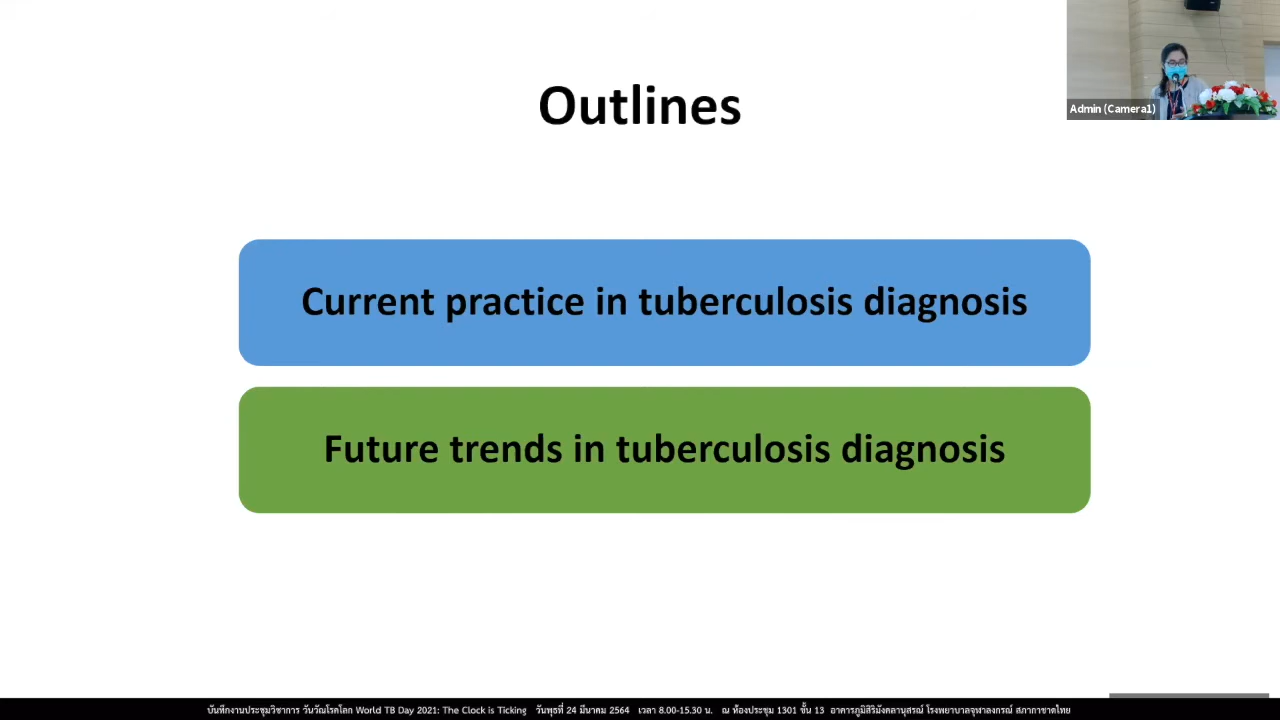 Outlines
Admin (Camera1)
Current practice in tuberculosis diagnosis
Future trends in tuberculosis diagnosis
บันทึกงานประชุมวิชาการ วันวัณโรคโลก World TB Day 2021: The Clock is Ticking วันพุธที่ 24 มีนาคม 2564 เวลา 8.00-15.30 น. ณ ห้องประชุม 1301 ชั้น 13 อาคารภูมิสิริมังคลานุสรณ์ โรงพยาบาลจุฬาลงกรณ์ สภากาชาดไทย